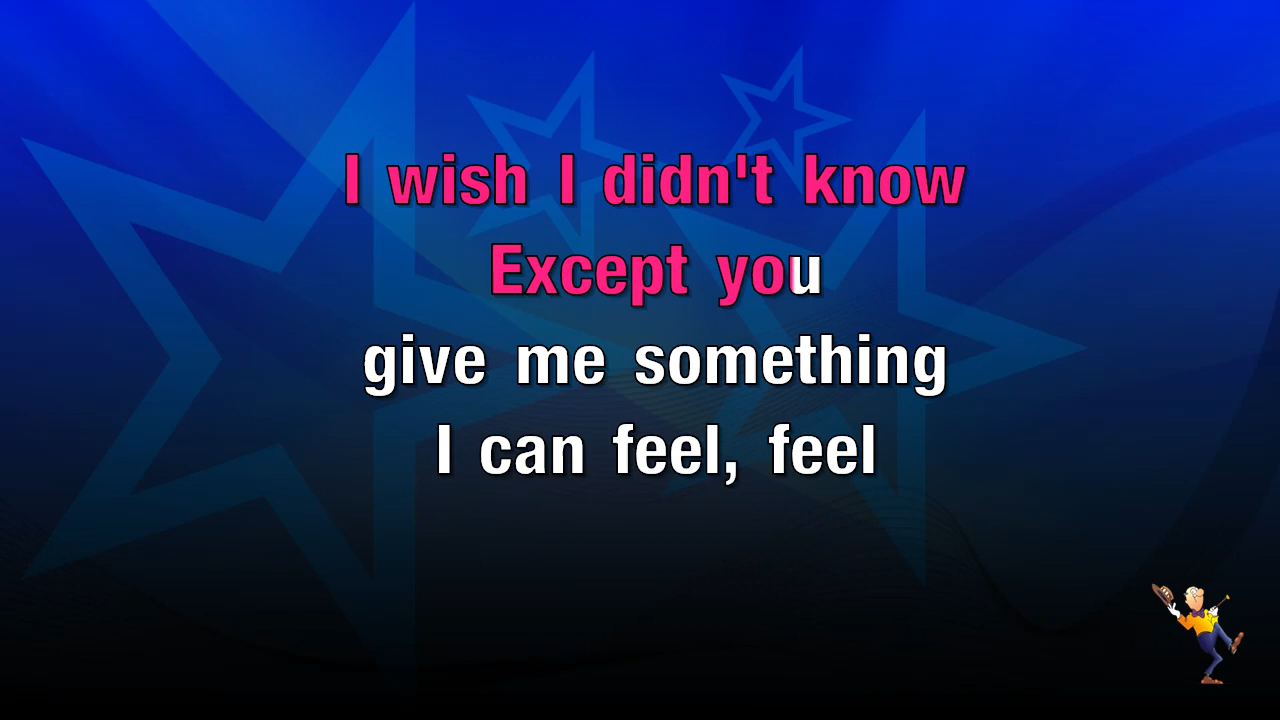 I wish I didn't know
Except you
give me something
I can feel, feel